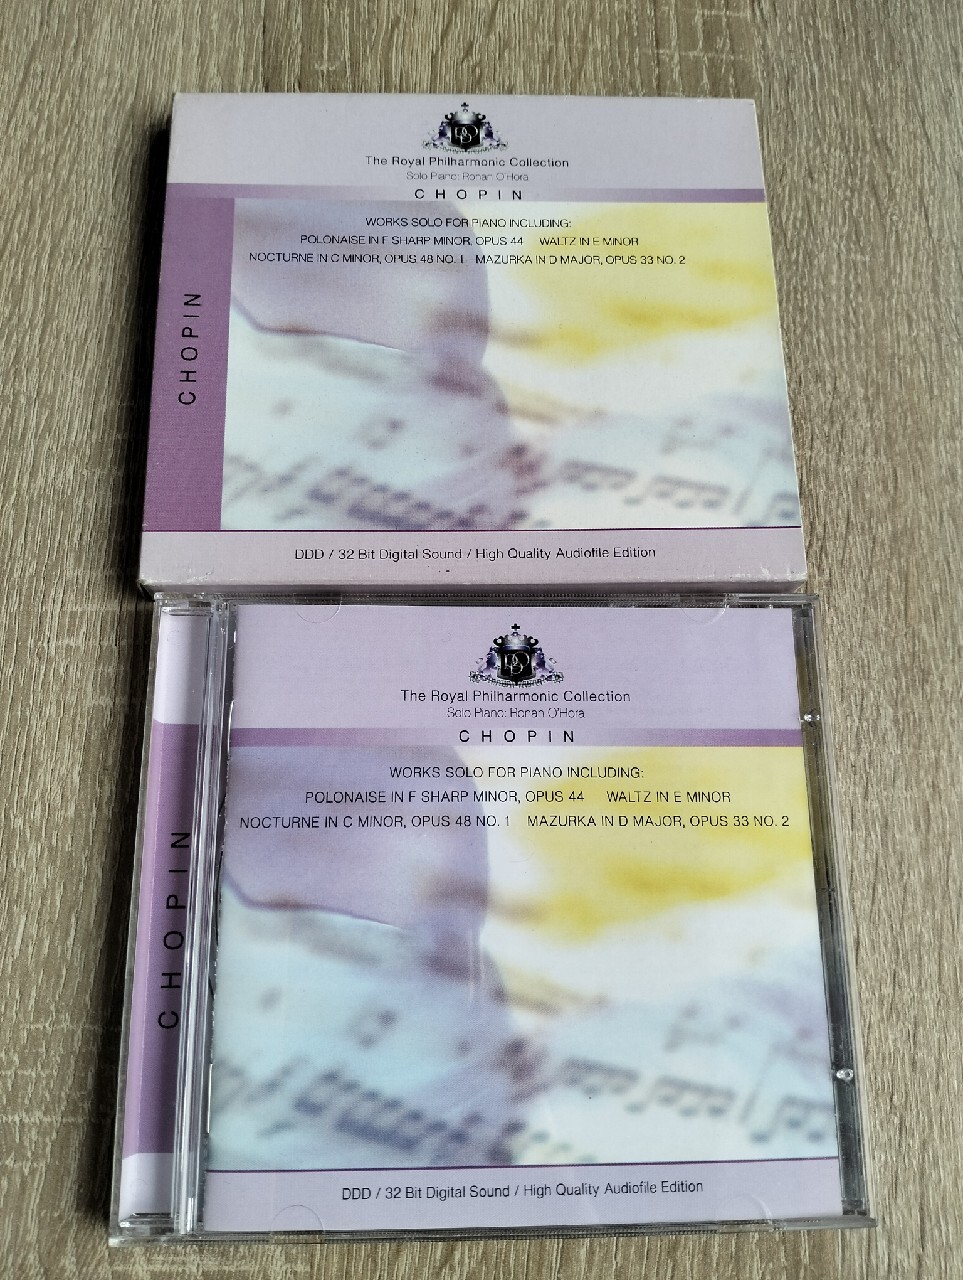 The Royal Philharmonic Collection
Solo Piano: Ronan O'Hora
CHOPIN
WORKS SOLO FOR PIANO INCLUDING:
POLONAISE IN F SHARP MINOR, OPUS 44 WALTZ IN E MINOR
NOCTURNE IN C MINOR, OPUS 48 NO. 1 MAZURKA IN D MAJOR, OPUS 33 NO. 2
CHOPIN
DDD / 32 Bit Digital Sound / High Quality Audiofile Edition
The Royal Philharmonic Collection
Solo Piano: Ronan O'Hora
CHOPIN
WORKS SOLO FOR PIANO INCLUDING:
POLONAISE IN F SHARP MINOR, OPUS 44 WALTZ IN E MINOR
NOCTURNE IN C MINOR, OPUS 48 NO. 1 MAZURKA IN D MAJOR, OPUS 33 NO. 2
CHOPIN
DDD / 32 Bit Digital Sound / High Quality Audiofile Edition